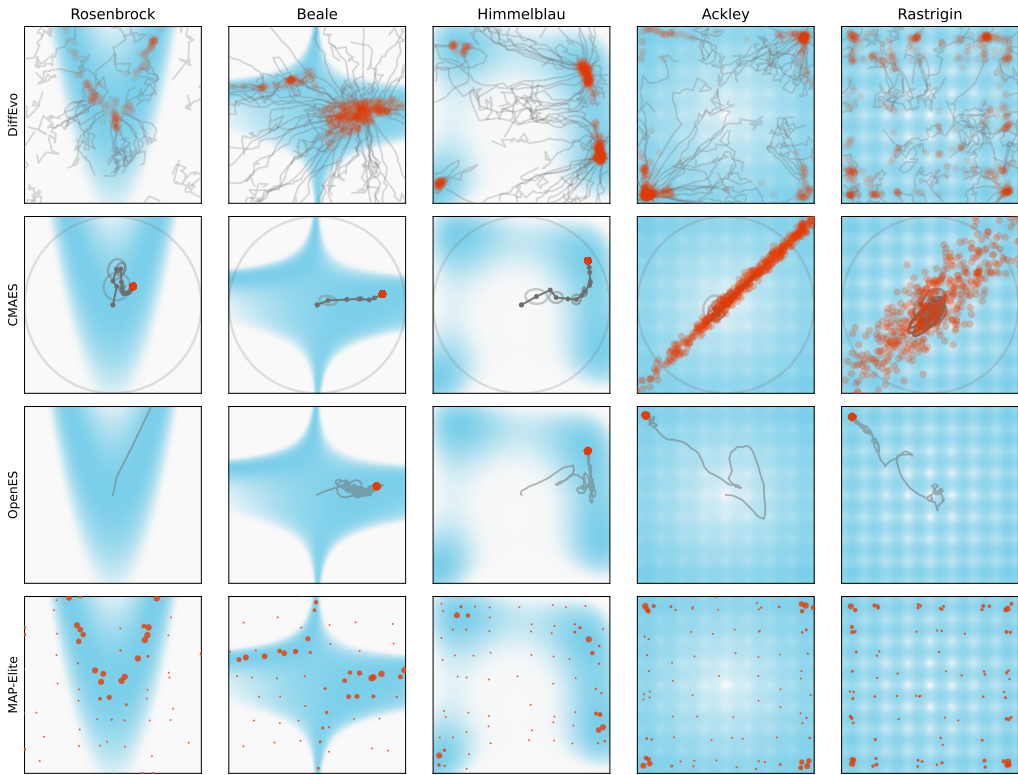 Rosenbrock
Beale
Himmelblau
Ackley
Rastrigin
DiffEvo
CMAES
OpenES
MAP-Elite